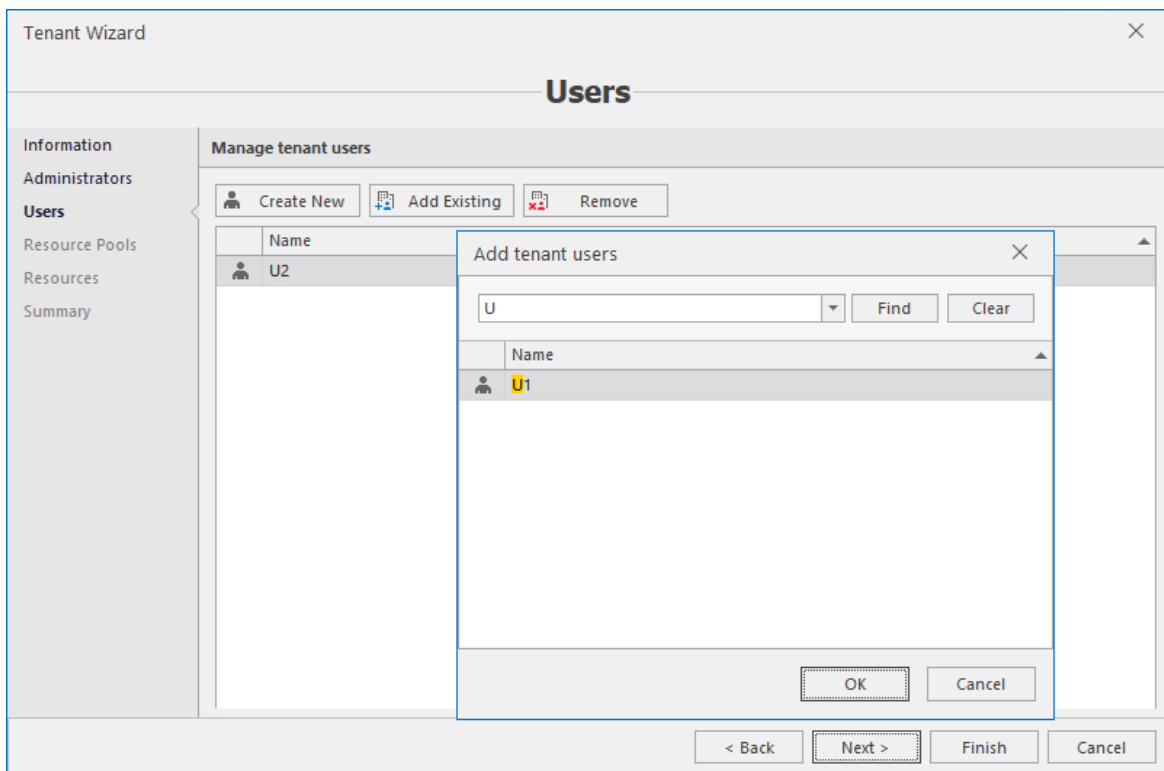 Tenant Wizard
Users
Information
Administrators
Users
Resource Pools
Resources
Summary
Manage tenant users
Create New
Add Existing
Remove
Name
U2
Add tenant users
U
Find
Clear
Name
U1
OK
Cancel
< Back
Next >
Finish
Cancel